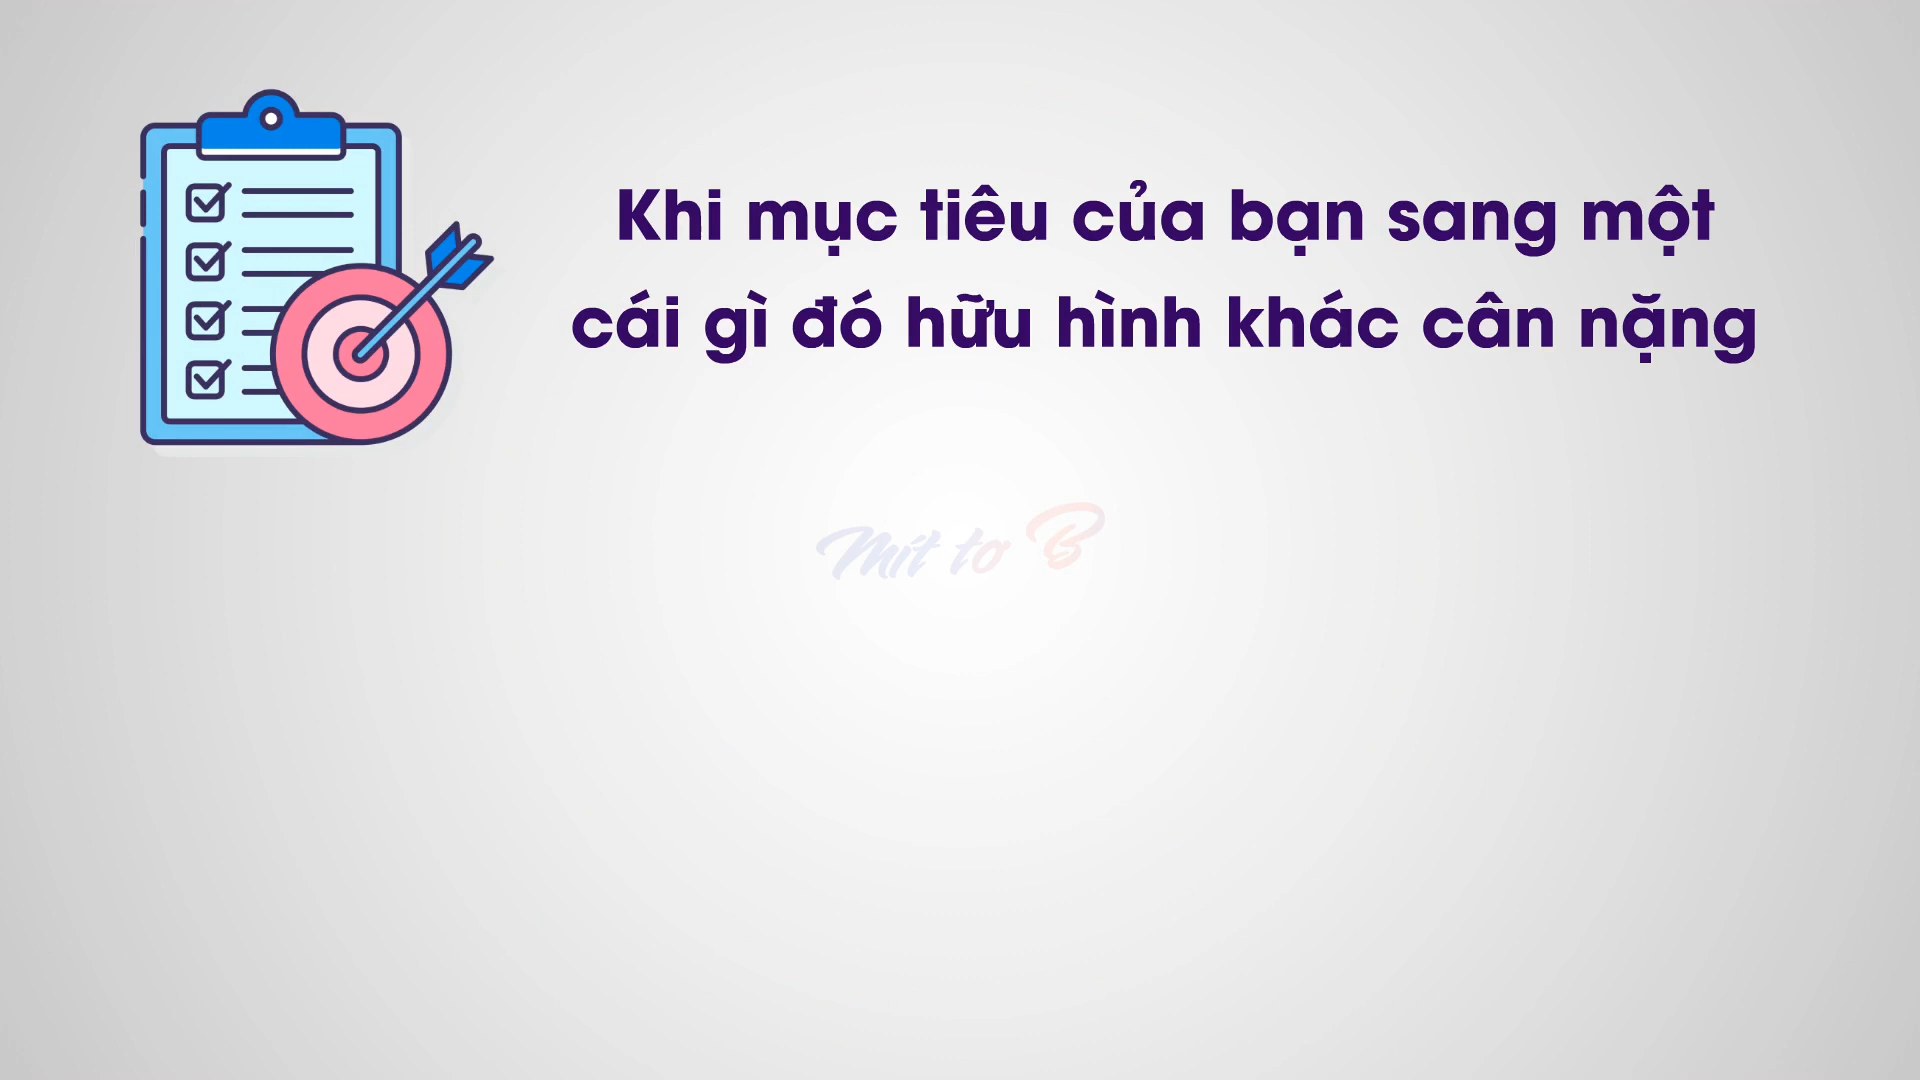 Khi mục tiêu của bạn sang một
cái gì đó hữu hình khác cân nặng
Mít tơ B